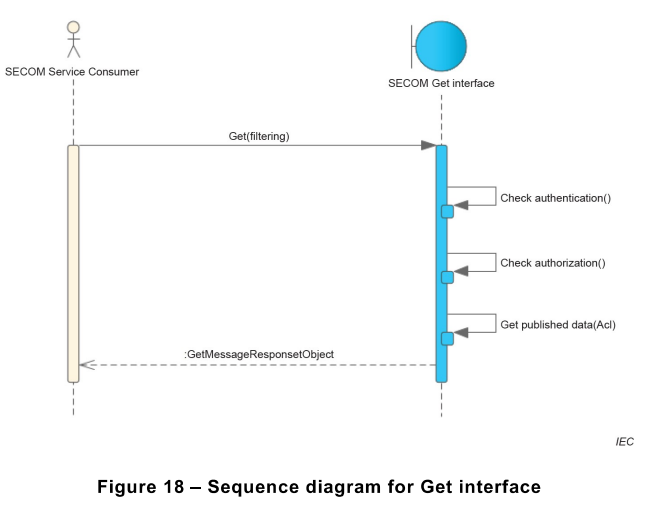 SECOM Service Consumer
SECOM Get interface
Get(filtering)
Check authentication()
Check authorization()
Get published data(Acl)
:GetMessageResponsetObject
IEC
Figure 18 – Sequence diagram for Get interface